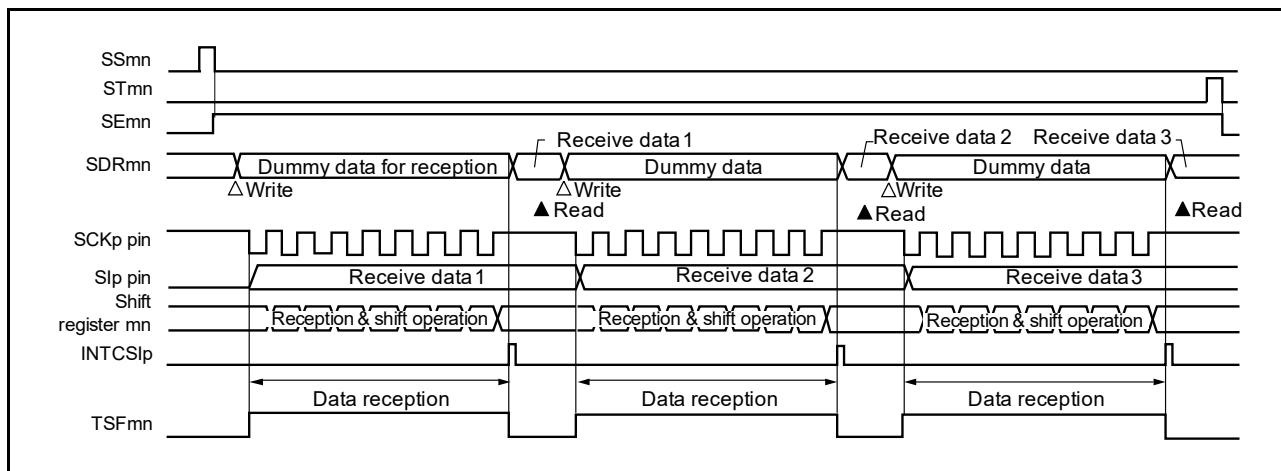 SSmn
STmn
SEmn
Receive data 1
Receive data 2
Receive data 3
SDRmn
Dummy data for reception
Dummy data
Dummy data
△Write
△Write
△Write
▲Read
▲Read
▲Read
SCKp pin
SIp pin
Receive data 1
Receive data 2
Receive data 3
Shift
register mn
Reception & shift operation
Reception & shift operation
Reception & shift operation
INTCSIp
Data reception
Data reception
Data reception
TSFmn